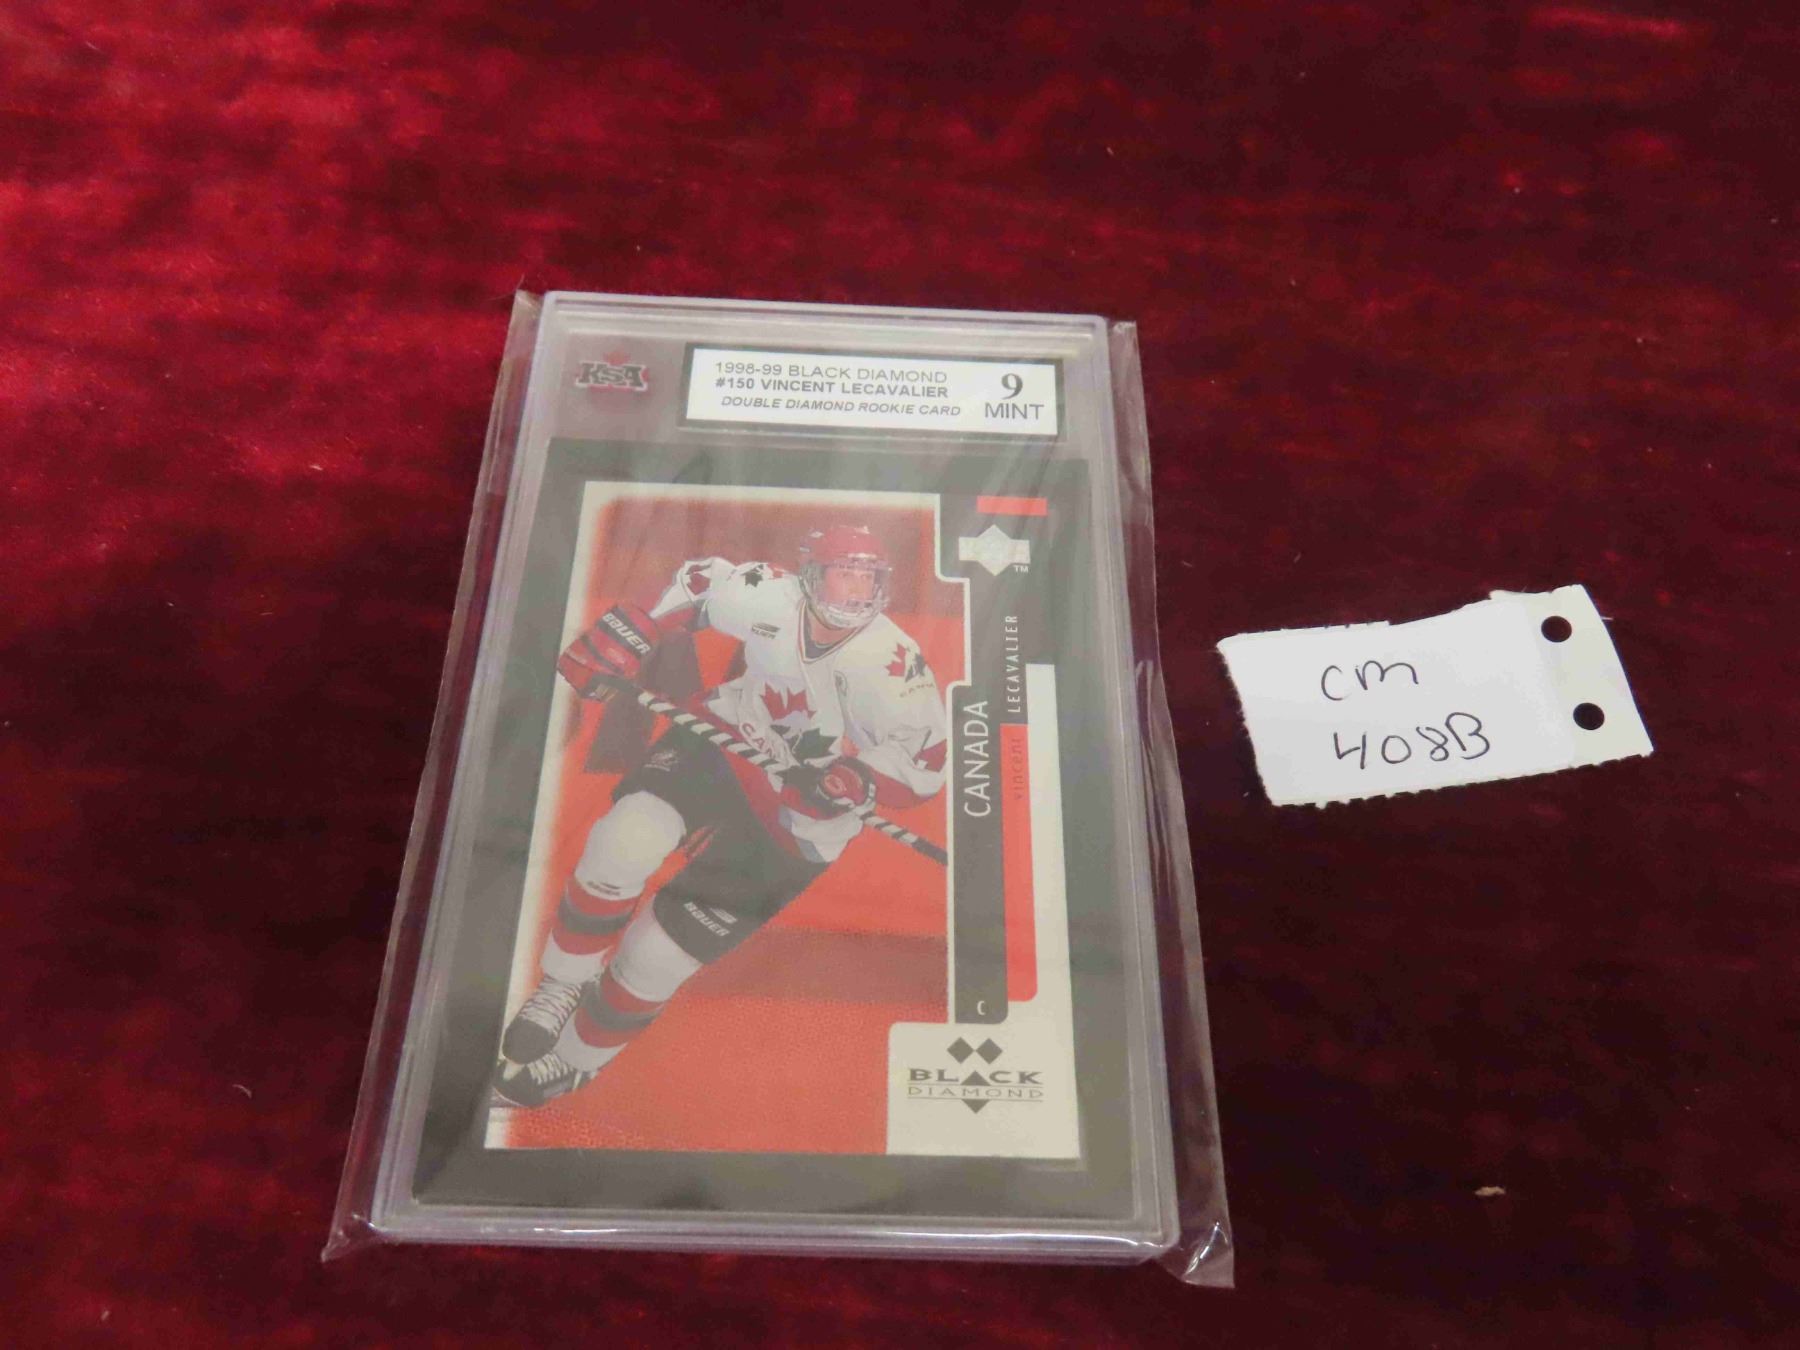 KSA
1998-99 BLACK DIAMOND
#150 VINCENT LECAVALIER
DOUBLE DIAMOND ROOKIE CARD
9
MINT
TM
BAUER
BAUER
CANADA
vincent LECAVALIER
C
BLACK
DIAMOND
CM
408B